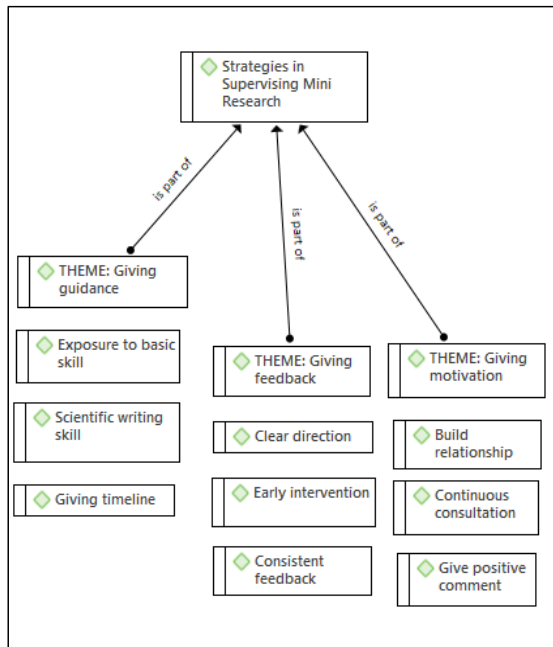 Strategies in
Supervising Mini
Research
is part of
is part of
is part of
THEME: Giving
guidance
Exposure to basic
skill
Scientific writing
skill
Giving timeline
THEME: Giving
feedback
Clear direction
Early intervention
Consistent
feedback
THEME: Giving
motivation
Build
relationship
Continuous
consultation
Give positive
comment